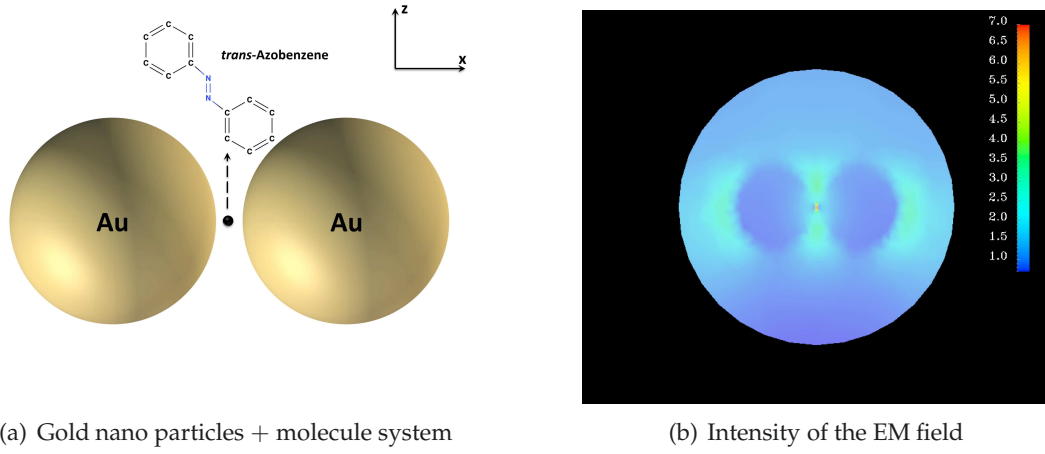 z
x
trans-Azobenzene
C
C
C
C
C
C
N
N
C
C
C
C
C
C
Au
Au
7.0
6.5
6.0
5.5
5.0
4.5
4.0
3.5
3.0
2.5
2.0
1.5
1.0
(a) Gold nano particles + molecule system
(b) Intensity of the EM field